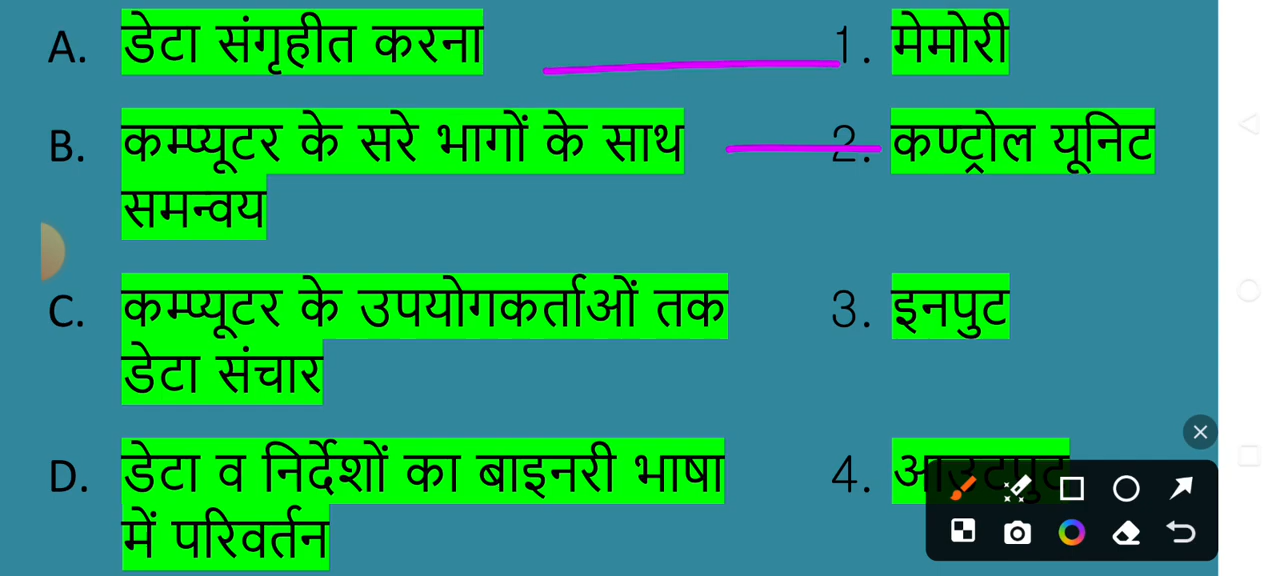 A. डेटा संगृहीत करना 1. मेमोरी
B. कम्प्यूटर के सरे भागों के साथ 2. कण्ट्रोल यूनिट
समन्वय
C. कम्प्यूटर के उपयोगकर्ताओं तक 3. इनपुट
डेटा संचार
D. डेटा व निर्देशों का बाइनरी भाषा 4. आउटपुट
में परिवर्तन